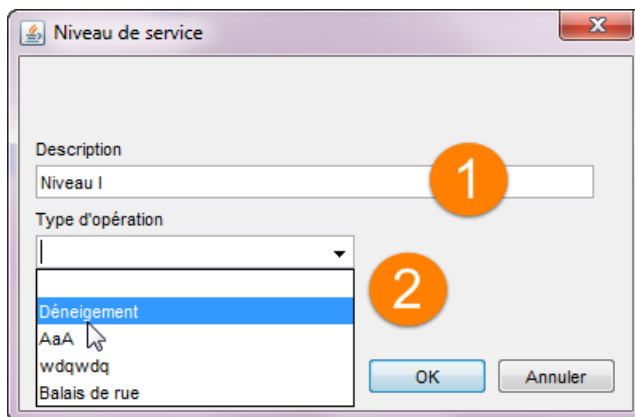 Niveau de service
Description
Niveau I
1
Type d'opération
2
Déneigement
AaA
wdqwdq
Balais de rue
OK Annuler